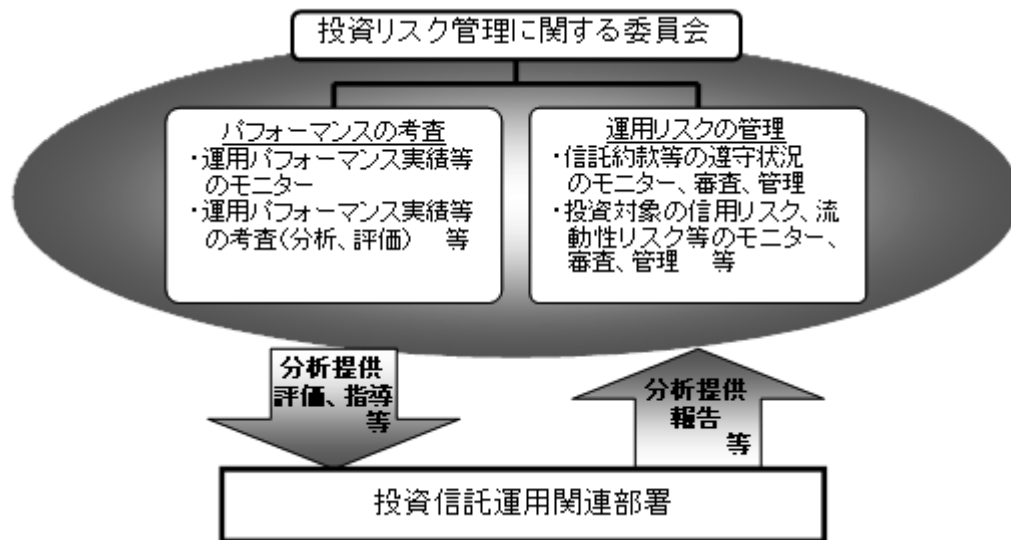 投資リスク管理に関する委員会
パフォーマンスの考査
・運用パフォーマンス実績等
のモニター
・運用パフォーマンス実績等
の考査(分析、評価) 等
運用リスクの管理
・信託約款等の遵守状況
のモニター、審査、管理
・投資対象の信用リスク、流
動性リスク等のモニター、
審査、管理 等
分析提供
評価、指導
等
分析提供
報告
等
投資信託運用関連部署